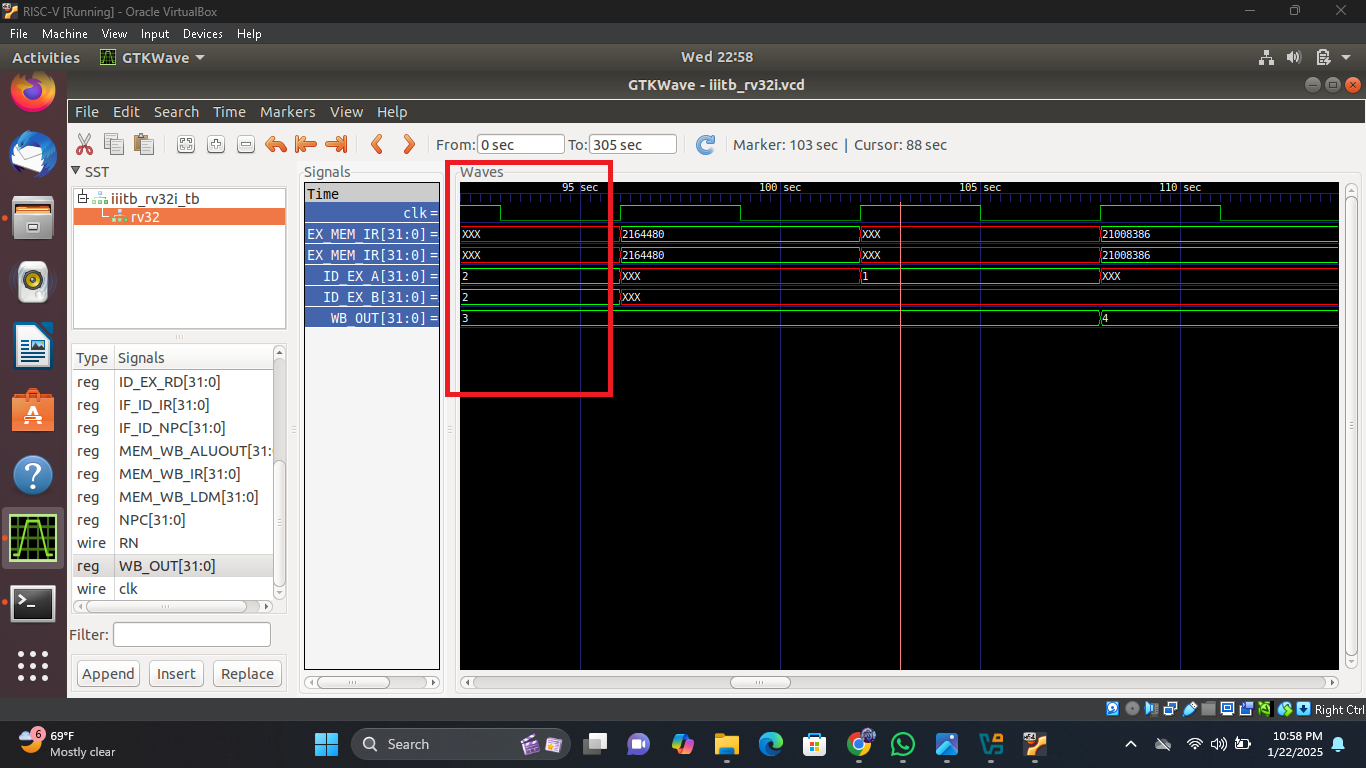 RISC-V [Running] - Oracle VirtualBox
File Machine View Input Devices Help
Activities GTKWave Wed 22:58
GTKWave - iiitb_rv32i.vcd
File Edit Search Time Markers View Help
From: 0 sec To: 305 sec Marker: 103 sec | Cursor: 88 sec
SST
iiitb_rv32i_tb
rv32
Type Signals
reg ID_EX_RD[31:0]
reg IF_ID_IR[31:0]
reg IF_ID_NPC[31:0]
reg MEM_WB_ALUOUT[31:
reg MEM_WB_IR[31:0]
reg MEM_WB_LDM[31:0]
reg NPC[31:0]
wire RN
reg WB_OUT[31:0]
wire clk
Filter:
Append Insert Replace
Signals
Time
clk=
EX_MEM_IR[31:0]=
EX_MEM_IR[31:0]=
ID_EX_A[31:0]=
ID_EX_B[31:0]=
WB_OUT[31:0]=
Waves
95 sec 100 sec 105 sec 110 sec
XXX 2164480 XXX 21008386
XXX 2164480 XXX 21008386
2 XXX 1 XXX
2 XXX
3 4
Right Ctrl
6
69°F
Mostly clear
Search
10:58 PM
1/22/2025